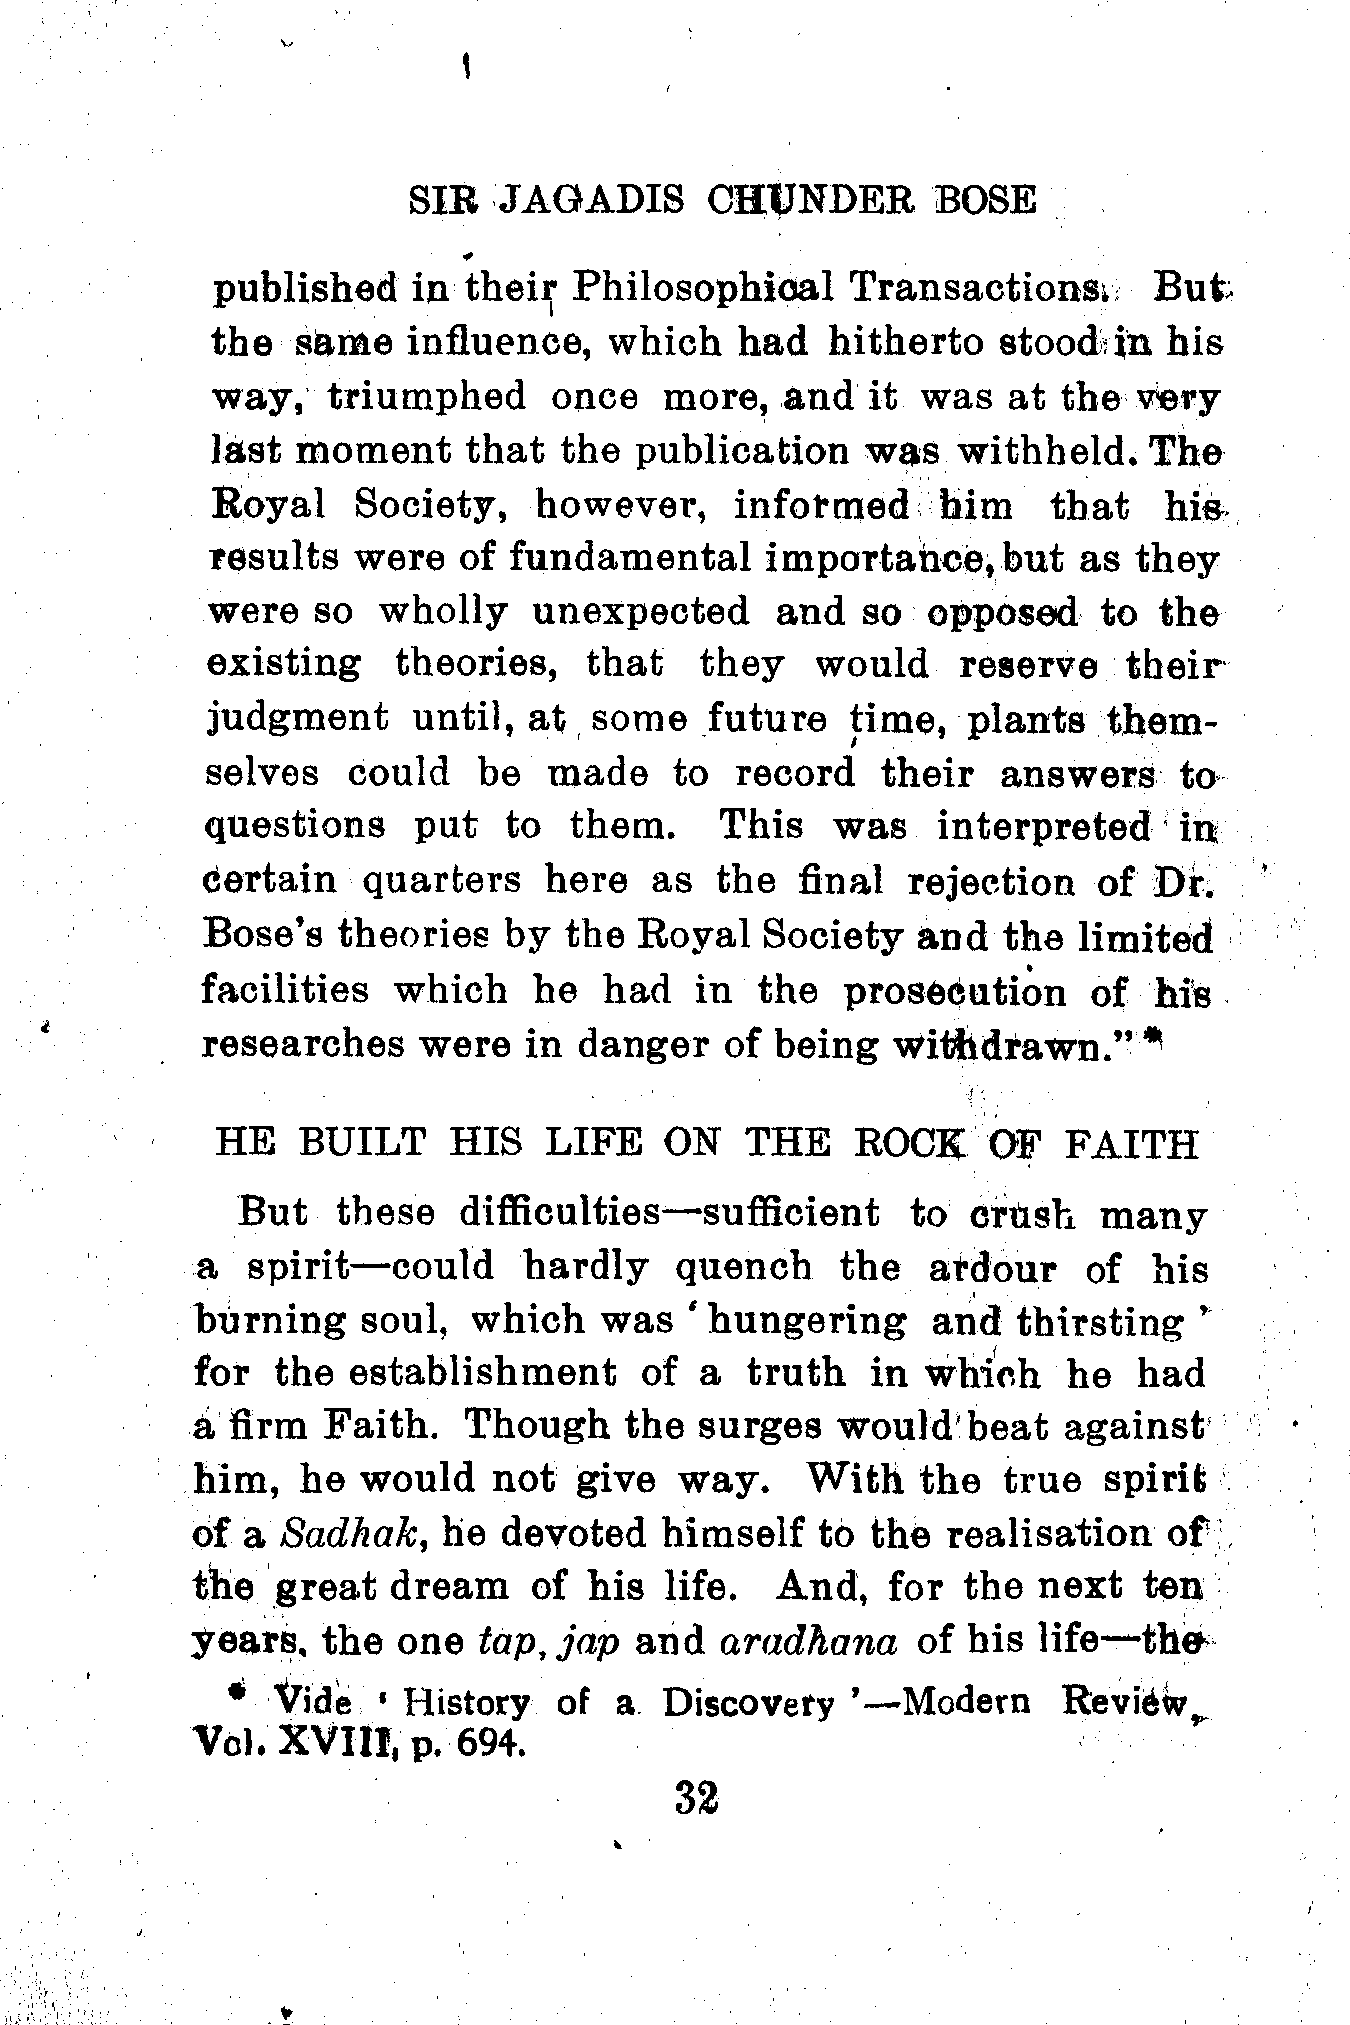 SIR JAGADIS CHUNDER BOSE
published in their Philosophical Transactions. But
the same influence, which had hitherto stood in his
way, triumphed once more, and it was at the very
last moment that the publication was withheld. The
Royal Society, however, informed him that his
results were of fundamental importance, but as they
were so wholly unexpected and so opposed to the
existing theories, that they would reserve their
judgment until, at some future time, plants them-
selves could be made to record their answers to
questions put to them. This was interpreted in
certain quarters here as the final rejection of Dr.
Bose's theories by the Royal Society and the limited
facilities which he had in the prosecution of his
researches were in danger of being withdrawn."*
HE BUILT HIS LIFE ON THE ROCK OF FAITH
But these difficulties—sufficient to crush many
a spirit—could hardly quench the ardour of his
burning soul, which was 'hungering and thirsting'
for the establishment of a truth in which he had
a firm Faith. Though the surges would beat against
him, he would not give way. With the true spirit
of a Sadhak, he devoted himself to the realisation of
the great dream of his life. And, for the next ten
years, the one tap, jap and aradhana of his life—the
* Vide 'History of a Discovery'—Modern Review,
Vol. XVIII, p. 694.
32